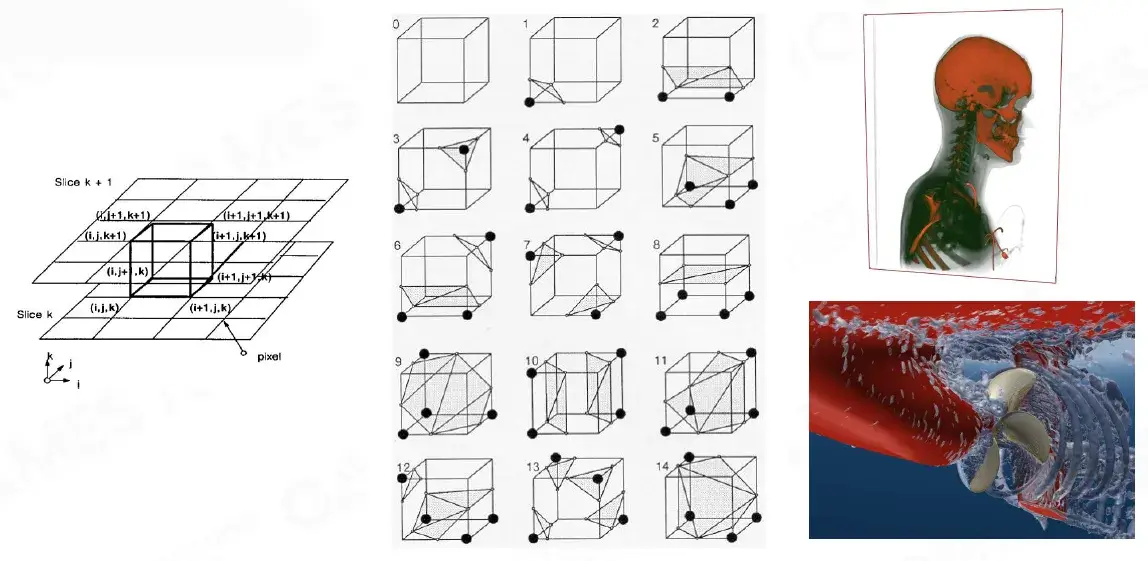 Slice k + 1
(i,j+1,k+1)
(i+1,j+1,k+1)
(i,j,k+1)
(i+1,j,k+1)
(i,j+1,k)
(i+1,j+1,k)
Slice k
(i,j,k)
(i+1,j,k)
pixel
k
j
i
0
1
2
3
4
5
6
7
8
9
10
11
12
13
14